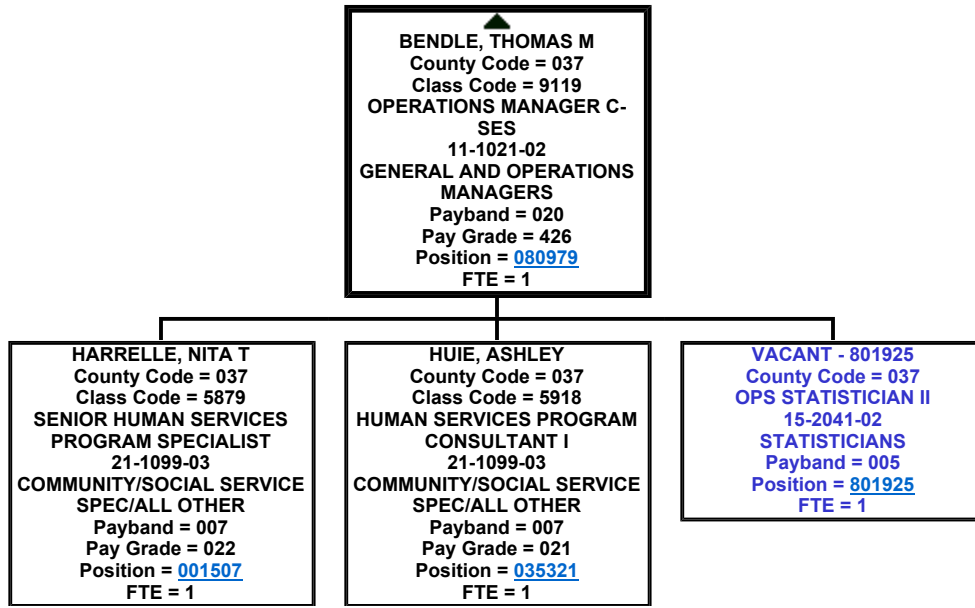 BENDLE, THOMAS M
County Code = 037
Class Code = 9119
OPERATIONS MANAGER C-
SES
11-1021-02
GENERAL AND OPERATIONS
MANAGERS
Payband = 020
Pay Grade = 426
Position = 080979
FTE = 1
HARRELLE, NITA T
County Code = 037
Class Code = 5879
SENIOR HUMAN SERVICES
PROGRAM SPECIALIST
21-1099-03
COMMUNITY/SOCIAL SERVICE
SPEC/ALL OTHER
Payband = 007
Pay Grade = 022
Position = 001507
FTE = 1
HUIE, ASHLEY
County Code = 037
Class Code = 5918
HUMAN SERVICES PROGRAM
CONSULTANT I
21-1099-03
COMMUNITY/SOCIAL SERVICE
SPEC/ALL OTHER
Payband = 007
Pay Grade = 021
Position = 035321
FTE = 1
VACANT - 801925
County Code = 037
OPS STATISTICIAN II
15-2041-02
STATISTICIANS
Payband = 005
Position = 801925
FTE = 1